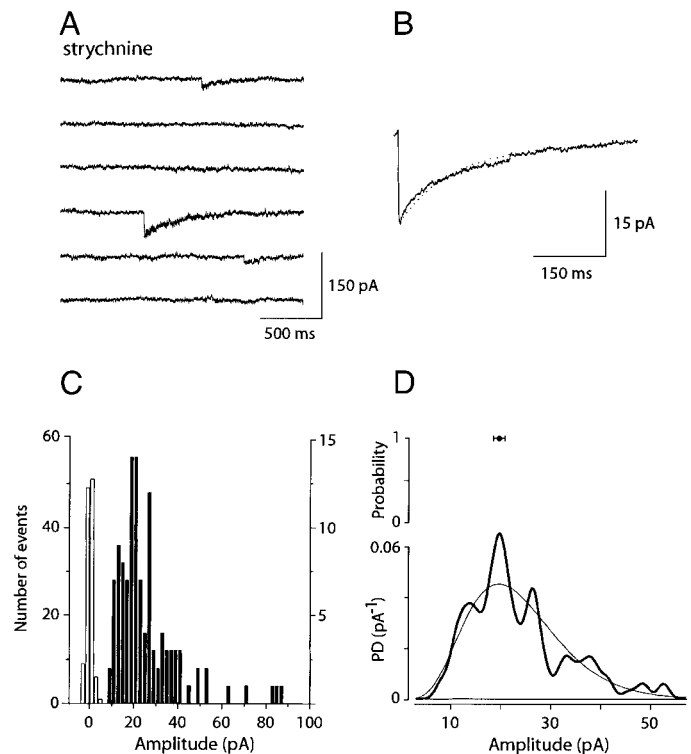 A
strychnine
150 pA
500 ms
B
15 pA
150 ms
C
Number of events
60
40
20
0
15
10
5
0
0 20 40 60 80 100
Amplitude (pA)
D
Probability
1
0
PD (pA⁻¹)
0.06
0
10 30 50
Amplitude (pA)